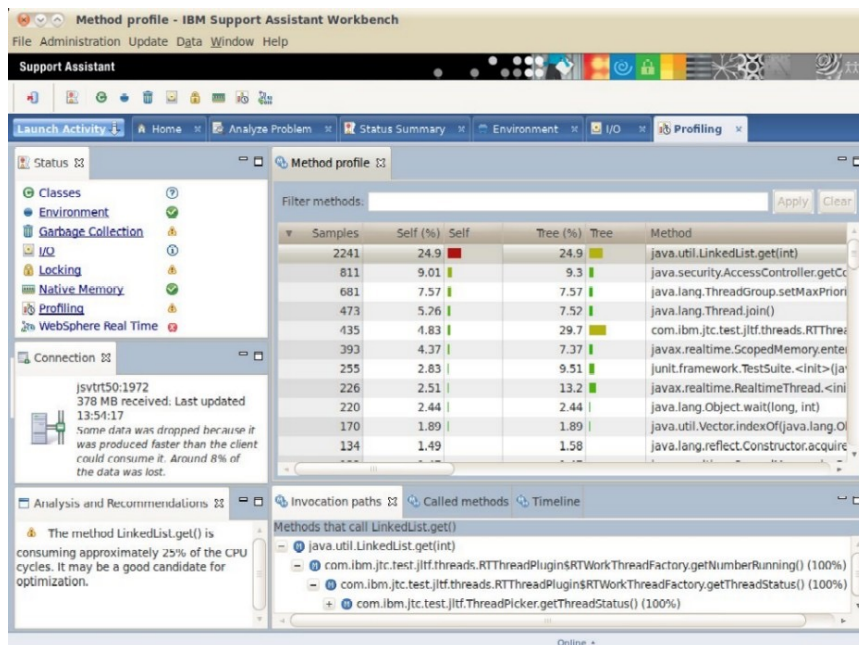 Method profile - IBM Support Assistant Workbench
File Administration Update Data Window Help
Support Assistant
Launch Activity Home Analyze Problem Status Summary Environment I/O Profiling
Status
Classes
Environment
Garbage Collection
I/O
Locking
Native Memory
Profiling
WebSphere Real Time
Connection
jsvtrt50:1972
378 MB received: Last updated
13:54:17
Some data was dropped because it
was produced faster than the client
could consume it. Around 8% of
the data was lost.
Analysis and Recommendations
The method LinkedList.get() is
consuming approximately 25% of the CPU
cycles. It may be a good candidate for
optimization.
Method profile
Filter methods: Apply Clear
Samples Self (%) Self Tree (%) Tree Method
2241 24.9 24.9 java.util.LinkedList.get(int)
811 9.01 9.3 java.security.AccessController.getCo
681 7.57 7.57 java.lang.ThreadGroup.setMaxPriori
473 5.26 7.52 java.lang.Thread.join()
435 4.83 29.7 com.ibm.jtc.test.jltf.threads.RTThrea
393 4.37 7.37 javax.realtime.ScopedMemory.enter
255 2.83 9.51 junit.framework.TestSuite.<init>(ja
226 2.51 13.2 javax.realtime.RealtimeThread.<ini
220 2.44 2.44 java.lang.Object.wait(long, int)
170 1.89 1.89 java.util.Vector.indexOf(java.lang.O
134 1.49 1.58 java.lang.reflect.Constructor.acquire
Invocation paths Called methods Timeline
Methods that call LinkedList.get()
java.util.LinkedList.get(int)
com.ibm.jtc.test.jltf.threads.RTThreadPlugin$RTWorkThreadFactory.getNumberRunning() (100%)
com.ibm.jtc.test.jltf.threads.RTThreadPlugin$RTWorkThreadFactory.getThreadStatus() (100%)
com.ibm.jtc.test.jltf.ThreadPicker.getThreadStatus() (100%)
Online